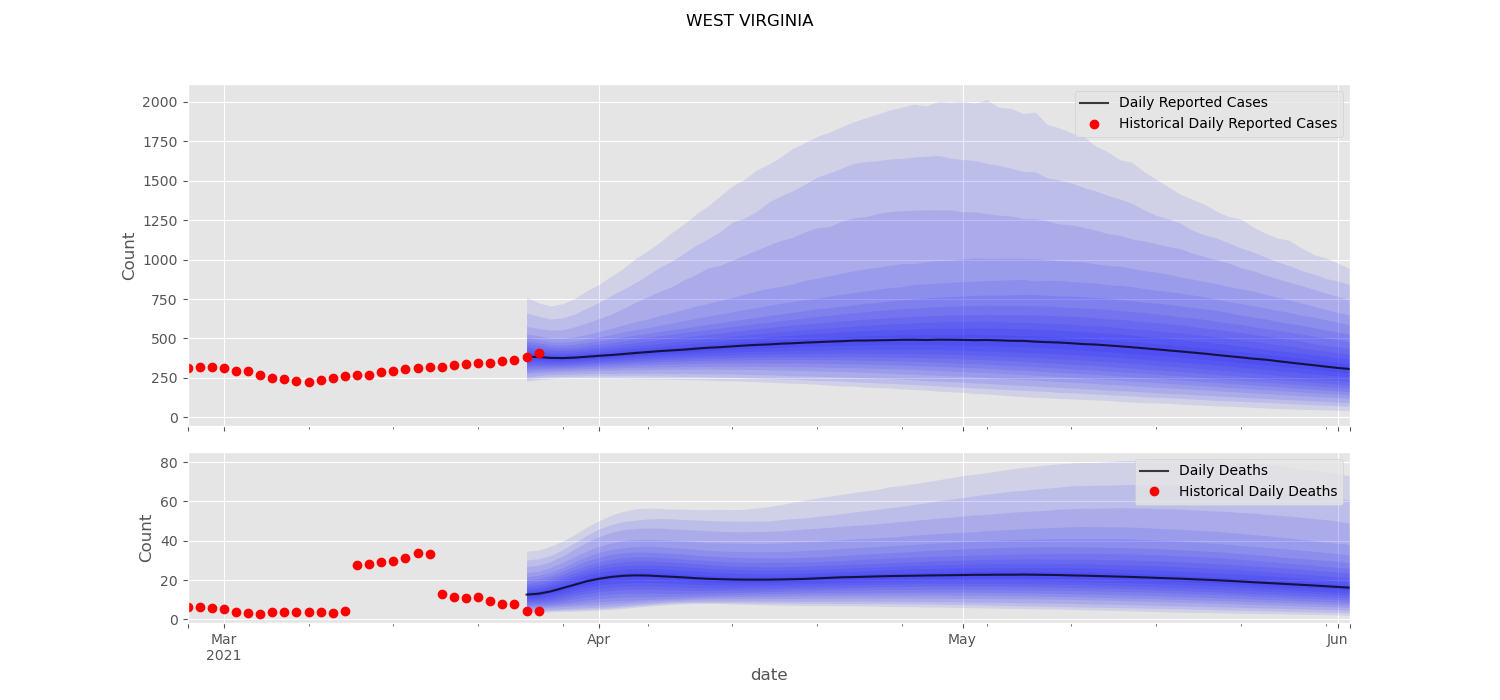 WEST VIRGINIA
2000
1750
1500
1250
1000
750
500
250
0
Count
Daily Reported Cases
Historical Daily Reported Cases
80
60
40
20
0
Count
Daily Deaths
Historical Daily Deaths
Mar
2021
Apr
May
Jun
date